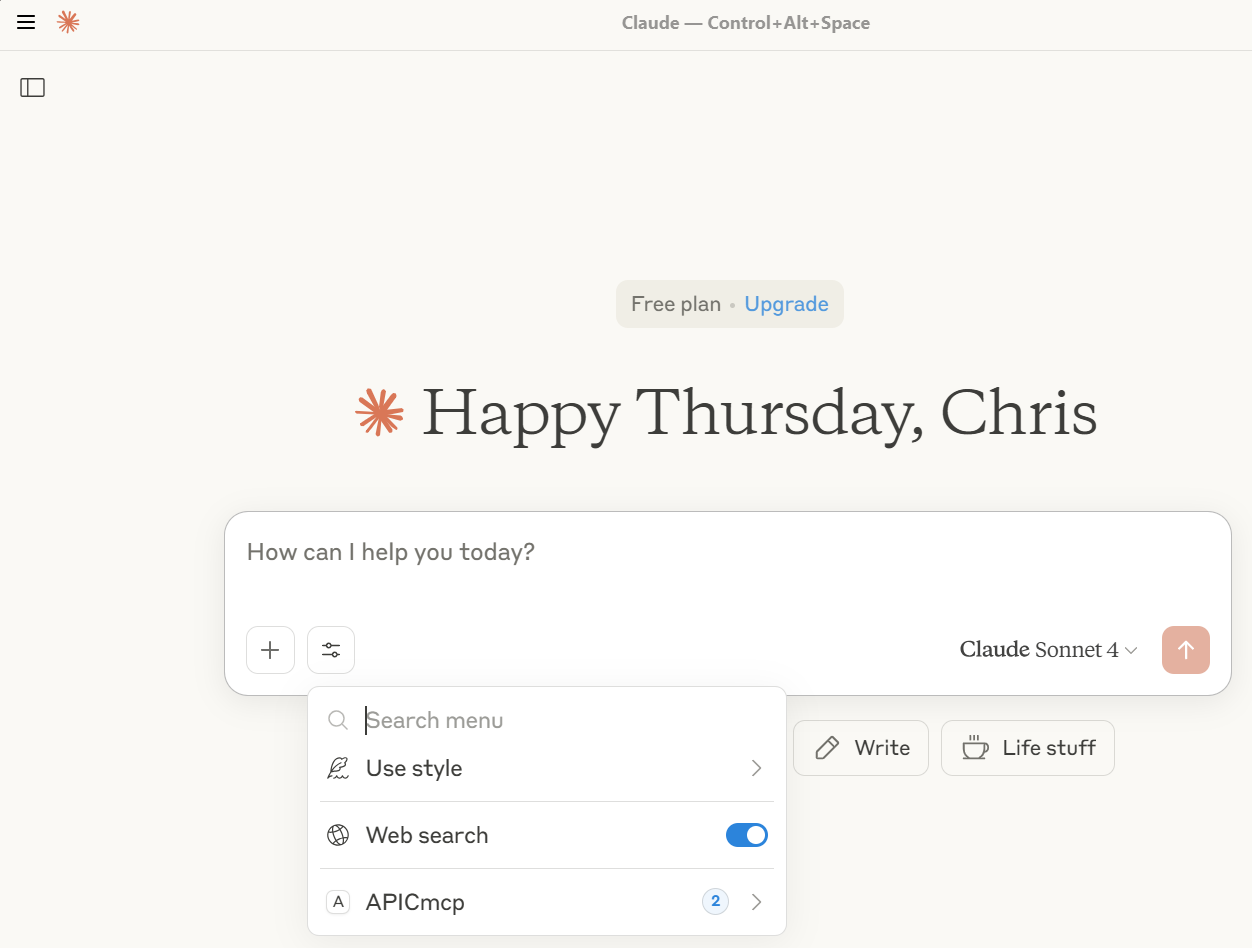 Claude — Control+Alt+Space
Free plan • Upgrade
Happy Thursday, Chris
How can I help you today?
Claude Sonnet 4
Search menu
Use style
Write
Life stuff
Web search
A APICmcp 2